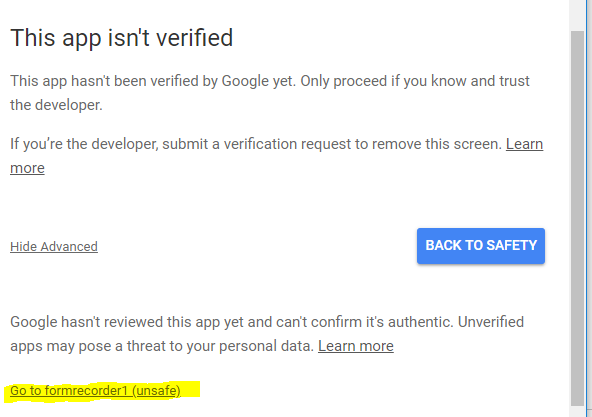 This app isn't verified
This app hasn't been verified by Google yet. Only proceed if you know and trust
the developer.
If you’re the developer, submit a verification request to remove this screen. Learn
more
Hide Advanced
BACK TO SAFETY
Google hasn't reviewed this app yet and can't confirm it's authentic. Unverified
apps may pose a threat to your personal data. Learn more
Go to formrecorder1 (unsafe)